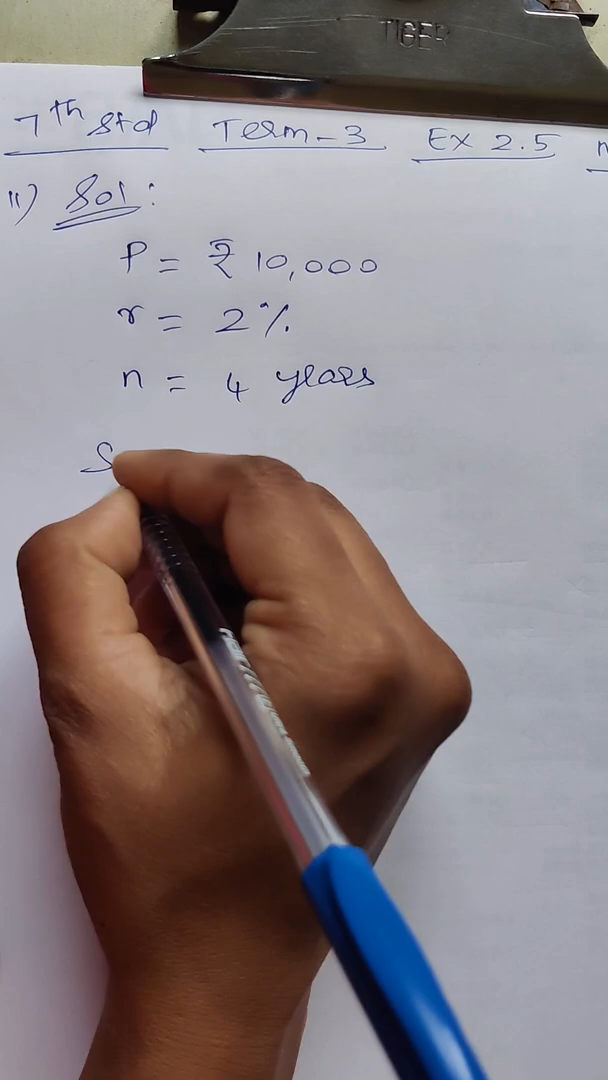 TIGER
7th Std Term-3 Ex 2.5
11) Sol:
P = ₹ 10,000
r = 2%
n = 4 years
S